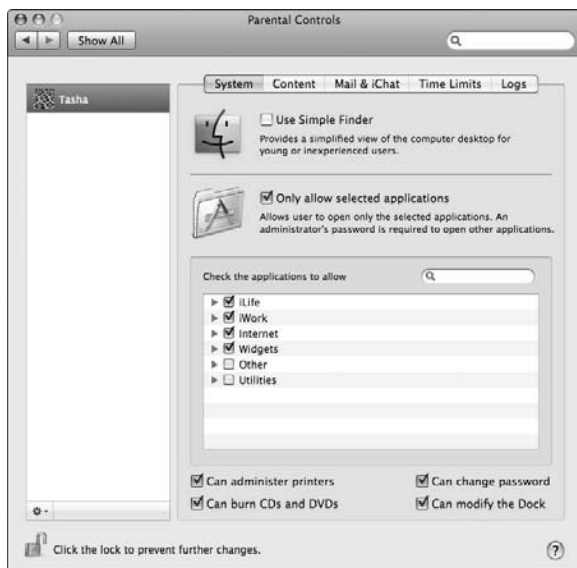 Parental Controls
Show All
Tasha
System Content Mail & iChat Time Limits Logs
Use Simple Finder
Provides a simplified view of the computer desktop for
young or inexperienced users.
Only allow selected applications
Allows user to open only the selected applications. An
administrator's password is required to open other applications.
Check the applications to allow
iLife
iWork
Internet
Widgets
Other
Utilities
Can administer printers
Can change password
Can burn CDs and DVDs
Can modify the Dock
Click the lock to prevent further changes.
?